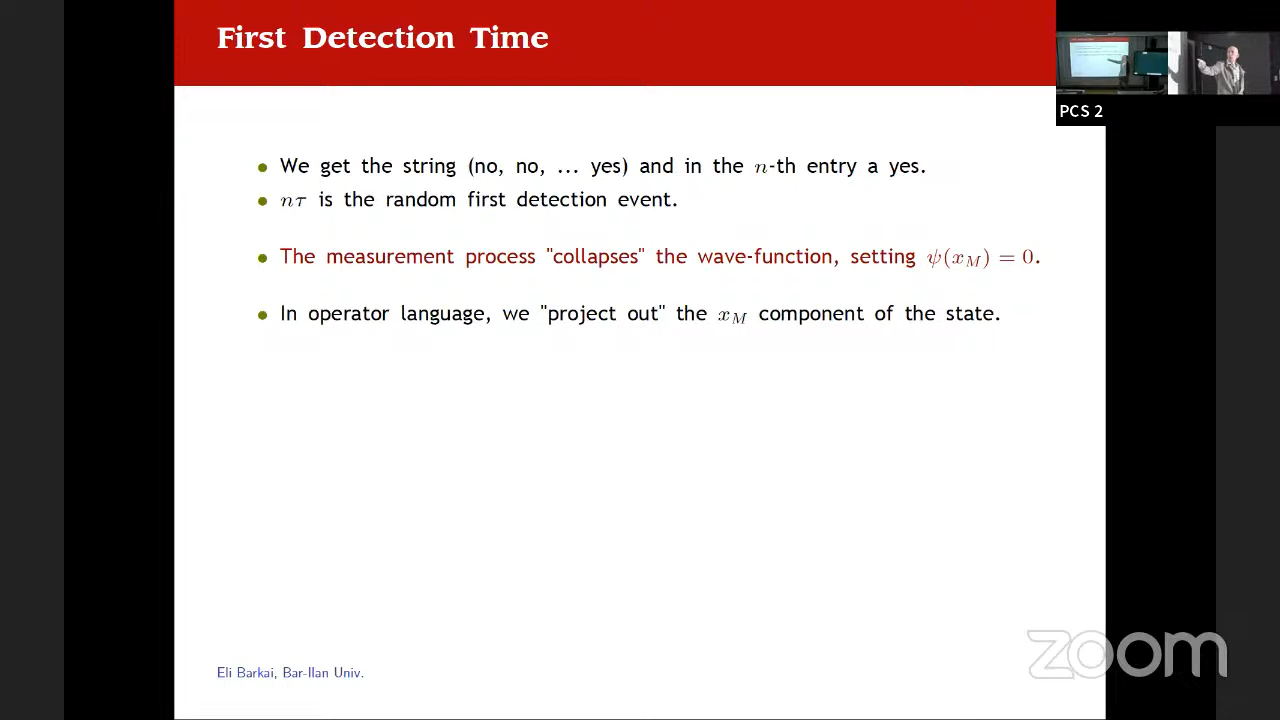 First Detection Time
PCS 2
• We get the string (no, no, ... yes) and in the n-th entry a yes.
• nτ is the random first detection event.
• The measurement process "collapses" the wave-function, setting ψ(x_M) = 0.
• In operator language, we "project out" the x_M component of the state.
Eli Barkai, Bar-Ilan Univ.
zoom